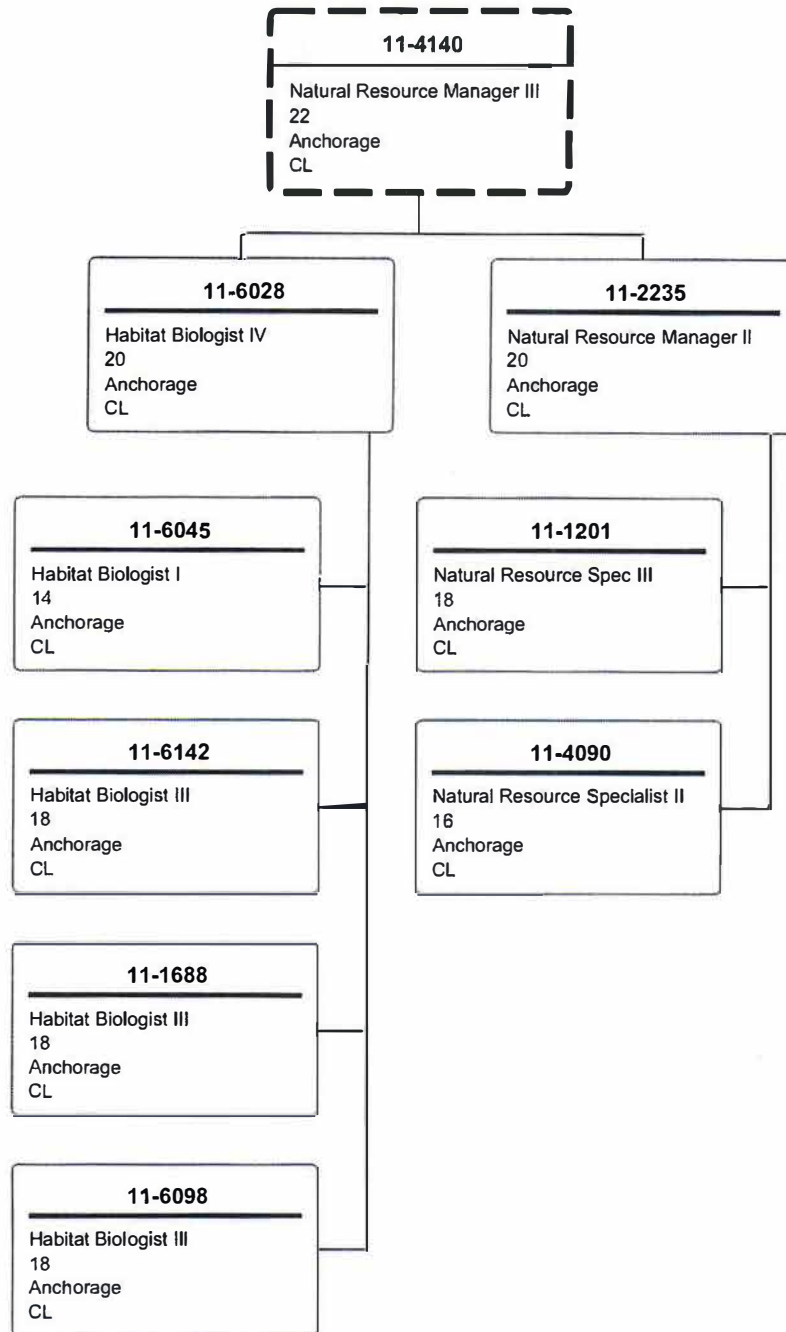 11-4140
Natural Resource Manager III
22
Anchorage
CL
11-6028
Habitat Biologist IV
20
Anchorage
CL
11-2235
Natural Resource Manager II
20
Anchorage
CL
11-6045
Habitat Biologist I
14
Anchorage
CL
11-1201
Natural Resource Spec III
18
Anchorage
CL
11-6142
Habitat Biologist III
18
Anchorage
CL
11-4090
Natural Resource Specialist II
16
Anchorage
CL
11-1688
Habitat Biologist III
18
Anchorage
CL
11-6098
Habitat Biologist III
18
Anchorage
CL